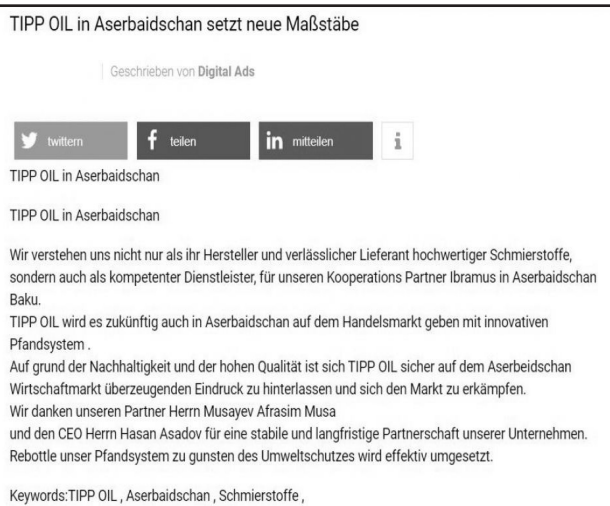 TIPP OIL in Aserbaidschan setzt neue Maßstäbe
Geschrieben von Digital Ads
twittern
teilen
mitteilen
TIPP OIL in Aserbaidschan
TIPP OIL in Aserbaidschan
Wir verstehen uns nicht nur als ihr Hersteller und verlässlicher Lieferant hochwertiger Schmierstoffe,
sondern auch als kompetenter Dienstleister, für unseren Kooperations Partner Ibramus in Aserbaidschan
Baku.
TIPP OIL wird es zukünftig auch in Aserbaidschan auf dem Handelsmarkt geben mit innovativen
Pfandsystem .
Auf grund der Nachhaltigkeit und der hohen Qualität ist sich TIPP OIL sicher auf dem Aserbeidschan
Wirtschaftmarkt überzeugenden Eindruck zu hinterlassen und sich den Markt zu erkämpfen.
Wir danken unseren Partner Herrn Musayev Afrasim Musa
und den CEO Herrn Hasan Asadov für eine stabile und langfristige Partnerschaft unserer Unternehmen.
Rebottle unser Pfandsystem zu gunsten des Umweltschutzes wird effektiv umgesetzt.
Keywords:TIPP OIL , Aserbaidschan , Schmierstoffe ,